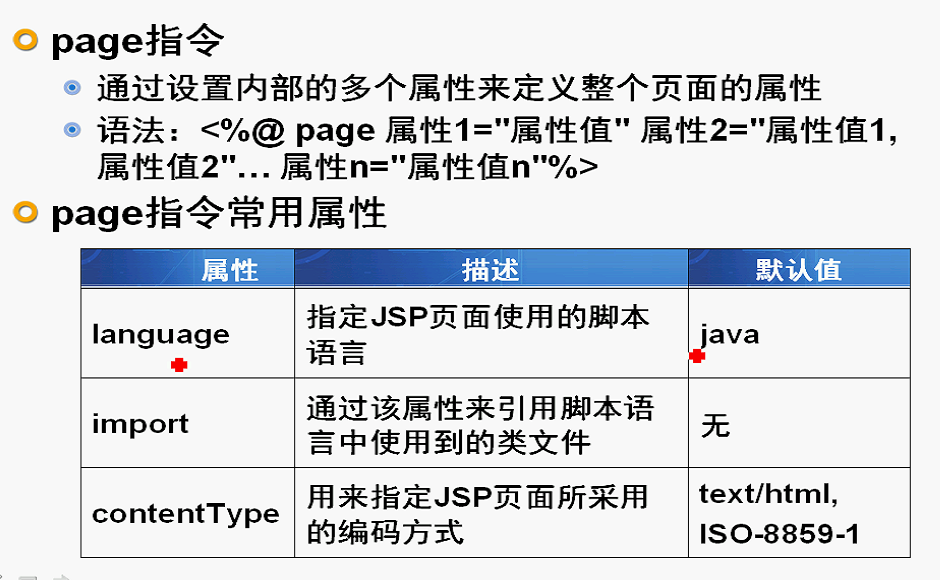 page指令
通过设置内部的多个属性来定义整个页面的属性
语法：<%@ page 属性1="属性值" 属性2="属性值1,
属性值2"… 属性n="属性值n"%>
page指令常用属性
属性 描述 默认值
language 指定JSP页面使用的脚本 java
语言
import 通过该属性来引用脚本语 无
言中使用到的类文件
contentType 用来指定JSP页面所采用 text/html,
的编码方式 ISO-8859-1